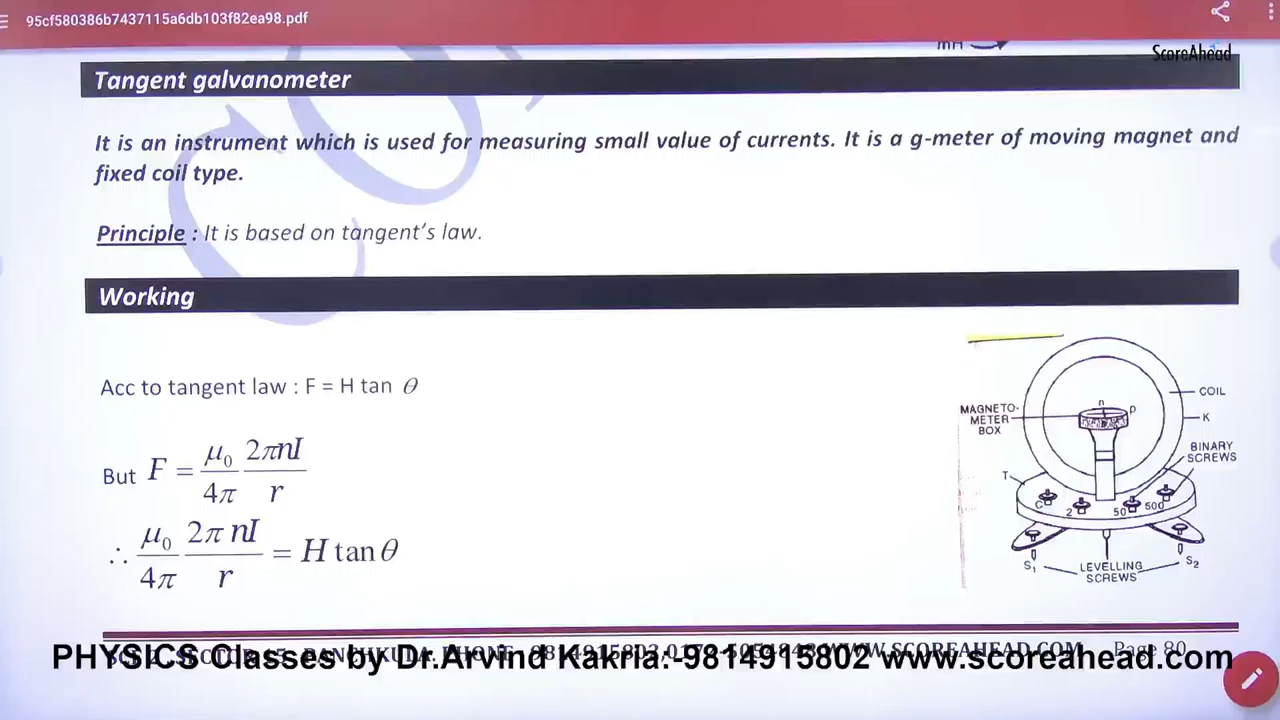 95cf580386b7437115a6db103f82ea98.pdf
mH
ScoreAhead
Tangent galvanometer
It is an instrument which is used for measuring small value of currents. It is a g-meter of moving magnet and
fixed coil type.
Principle : It is based on tangent's law.
Working
Acc to tangent law : F = H tan θ
But F = μ₀/4π 2πnI/r
∴ μ₀/4π 2πnI/r = H tan θ
COIL
MAGNETO-
METER
BOX
n
p
K
BINARY
SCREWS
T
C
2
50
500
S₁
LEVELLING
SCREWS
S₂
PHYSICS Classes by Dr.Arvind Kakria:-9814915802 www.scoreahead.com
Page 80